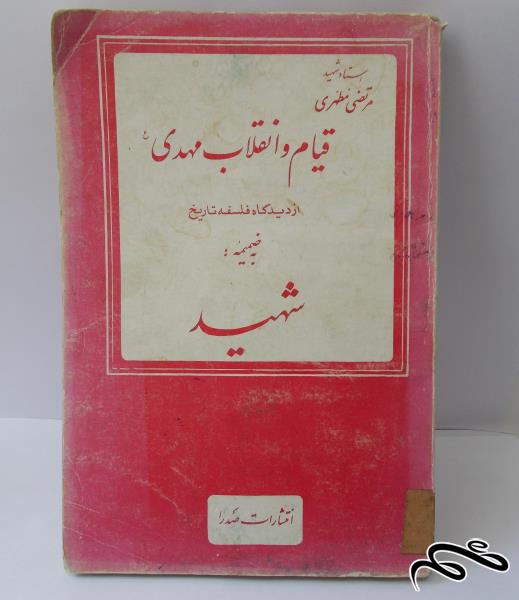 استاد شهید
مرتضی مطهری
قیام و انقلاب مهدی ع
از دیدگاه فلسفه تاریخ
به ضمیمه:
شهید
انتشارات صدرا